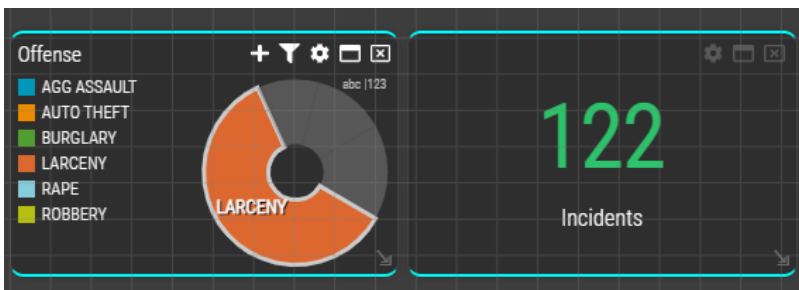 Offense
AGG ASSAULT
AUTO THEFT
BURGLARY
LARCENY
RAPE
ROBBERY
abc |123
LARCENY
122
Incidents